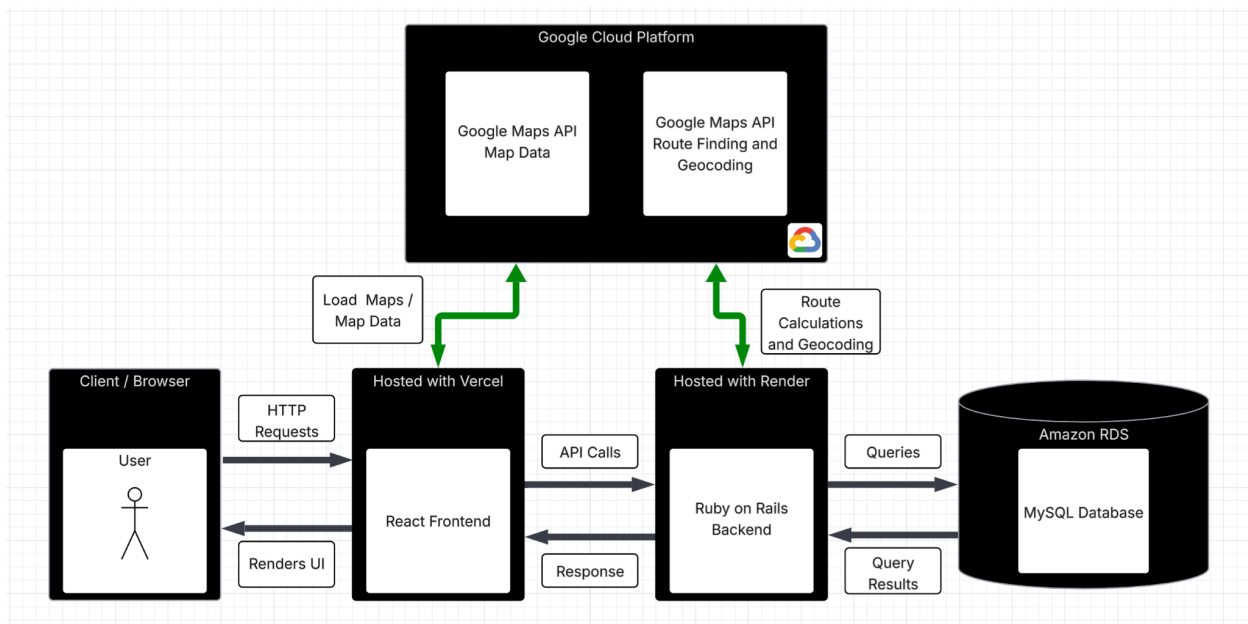 Google Cloud Platform
Google Maps API
Map Data
Google Maps API
Route Finding and
Geocoding
Load Maps /
Map Data
Route
Calculations
and Geocoding
Client / Browser
User
HTTP
Requests
Renders UI
Hosted with Vercel
React Frontend
API Calls
Response
Hosted with Render
Ruby on Rails
Backend
Queries
Query
Results
Amazon RDS
MySQL Database